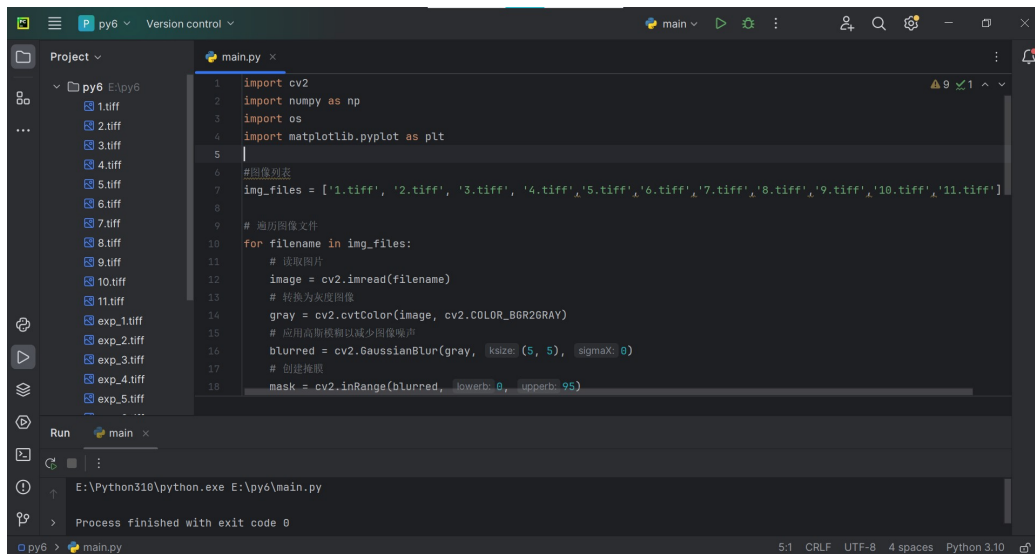 PC P py6 Version control main
Project
main.py
py6 E:\py6
1.tiff
2.tiff
3.tiff
4.tiff
5.tiff
6.tiff
7.tiff
8.tiff
9.tiff
10.tiff
11.tiff
exp_1.tiff
exp_2.tiff
exp_3.tiff
exp_4.tiff
exp_5.tiff
9 1
1 import cv2
2 import numpy as np
3 import os
4 import matplotlib.pyplot as plt
5
6 #图像列表
7 img_files = ['1.tiff', '2.tiff', '3.tiff', '4.tiff','5.tiff','6.tiff','7.tiff','8.tiff','9.tiff','10.tiff','11.tiff']
8
9 # 遍历图像文件
10 for filename in img_files:
11 # 读取图片
12 image = cv2.imread(filename)
13 # 转换为灰度图像
14 gray = cv2.cvtColor(image, cv2.COLOR_BGR2GRAY)
15 # 应用高斯模糊以减少图像噪声
16 blurred = cv2.GaussianBlur(gray, ksize: (5, 5), sigmaX: 0)
17 # 创建掩膜
18 mask = cv2.inRange(blurred, lowerb: 0, upperb: 95)
Run main
E:\Python310\python.exe E:\py6\main.py
Process finished with exit code 0
py6 > main.py 5:1 CRLF UTF-8 4 spaces Python 3.10